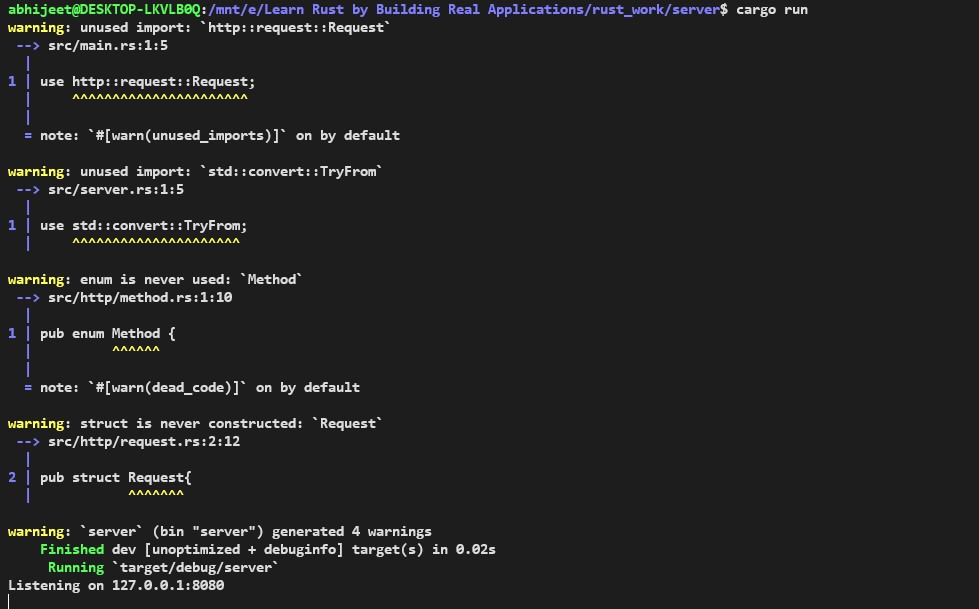 abhijeet@DESKTOP-LKVLB0Q:/mnt/e/Learn Rust by Building Real Applications/rust_work/server$ cargo run
warning: unused import: `http::request::Request`
 --> src/main.rs:1:5
  |
1 | use http::request::Request;
  |     ^^^^^^^^^^^^^^^^^^^^^^
  |
  = note: `#[warn(unused_imports)]` on by default

warning: unused import: `std::convert::TryFrom`
 --> src/server.rs:1:5
  |
1 | use std::convert::TryFrom;
  |     ^^^^^^^^^^^^^^^^^^^^^

warning: enum is never used: `Method`
 --> src/http/method.rs:1:10
  |
1 | pub enum Method {
  |          ^^^^^^
  |
  = note: `#[warn(dead_code)]` on by default

warning: struct is never constructed: `Request`
 --> src/http/request.rs:2:12
  |
2 | pub struct Request{
  |            ^^^^^^^

warning: `server` (bin "server") generated 4 warnings
    Finished dev [unoptimized + debuginfo] target(s) in 0.02s
     Running `target/debug/server`
Listening on 127.0.0.1:8080